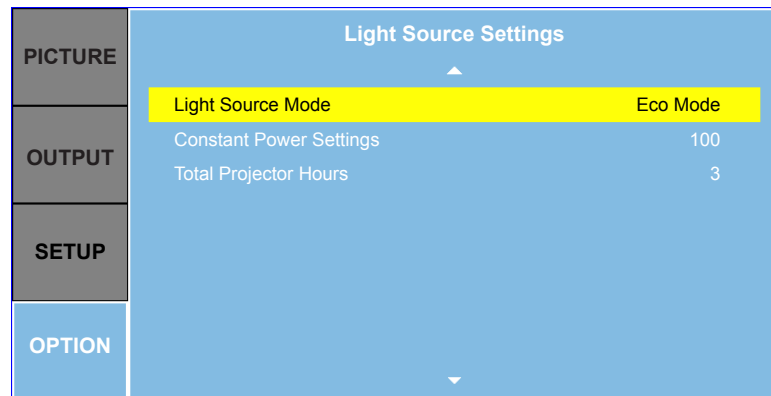 Light Source Settings
PICTURE
Light Source Mode Eco Mode
Constant Power Settings 100
OUTPUT
Total Projector Hours 3
SETUP
OPTION